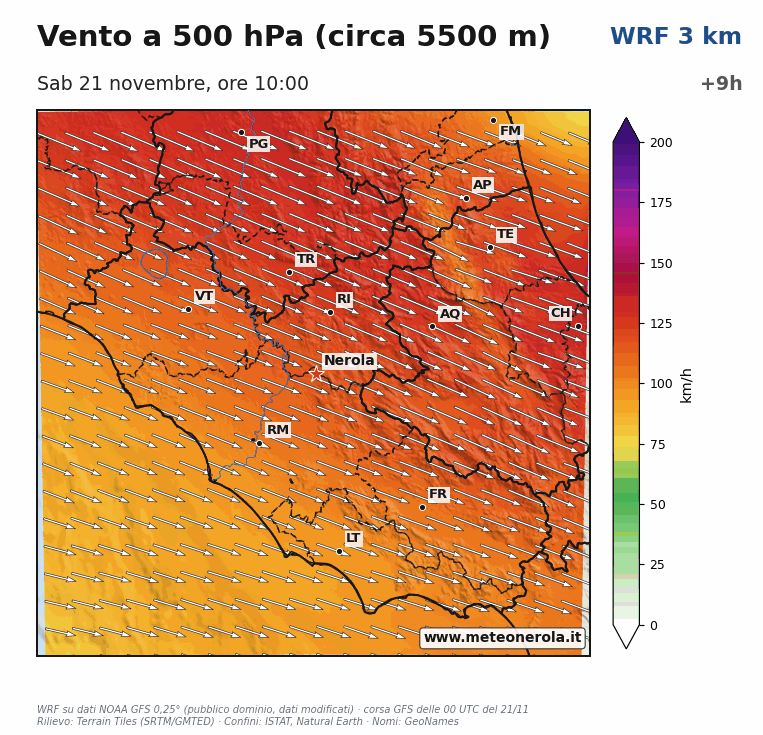 Vento a 500 hPa (circa 5500 m)
WRF 3 km
Sab 21 novembre, ore 10:00
+9h
FM
PG
AP
TE
TR
VT
RI
AQ
CH
Nerola
RM
FR
LT
www.meteonerola.it
200
175
150
125
100
75
50
25
0
km/h
WRF su dati NOAA GFS 0,25° (pubblico dominio, dati modificati) · corsa GFS delle 00 UTC del 21/11
Rilievo: Terrain Tiles (SRTM/GMTED) · Confini: ISTAT, Natural Earth · Nomi: GeoNames